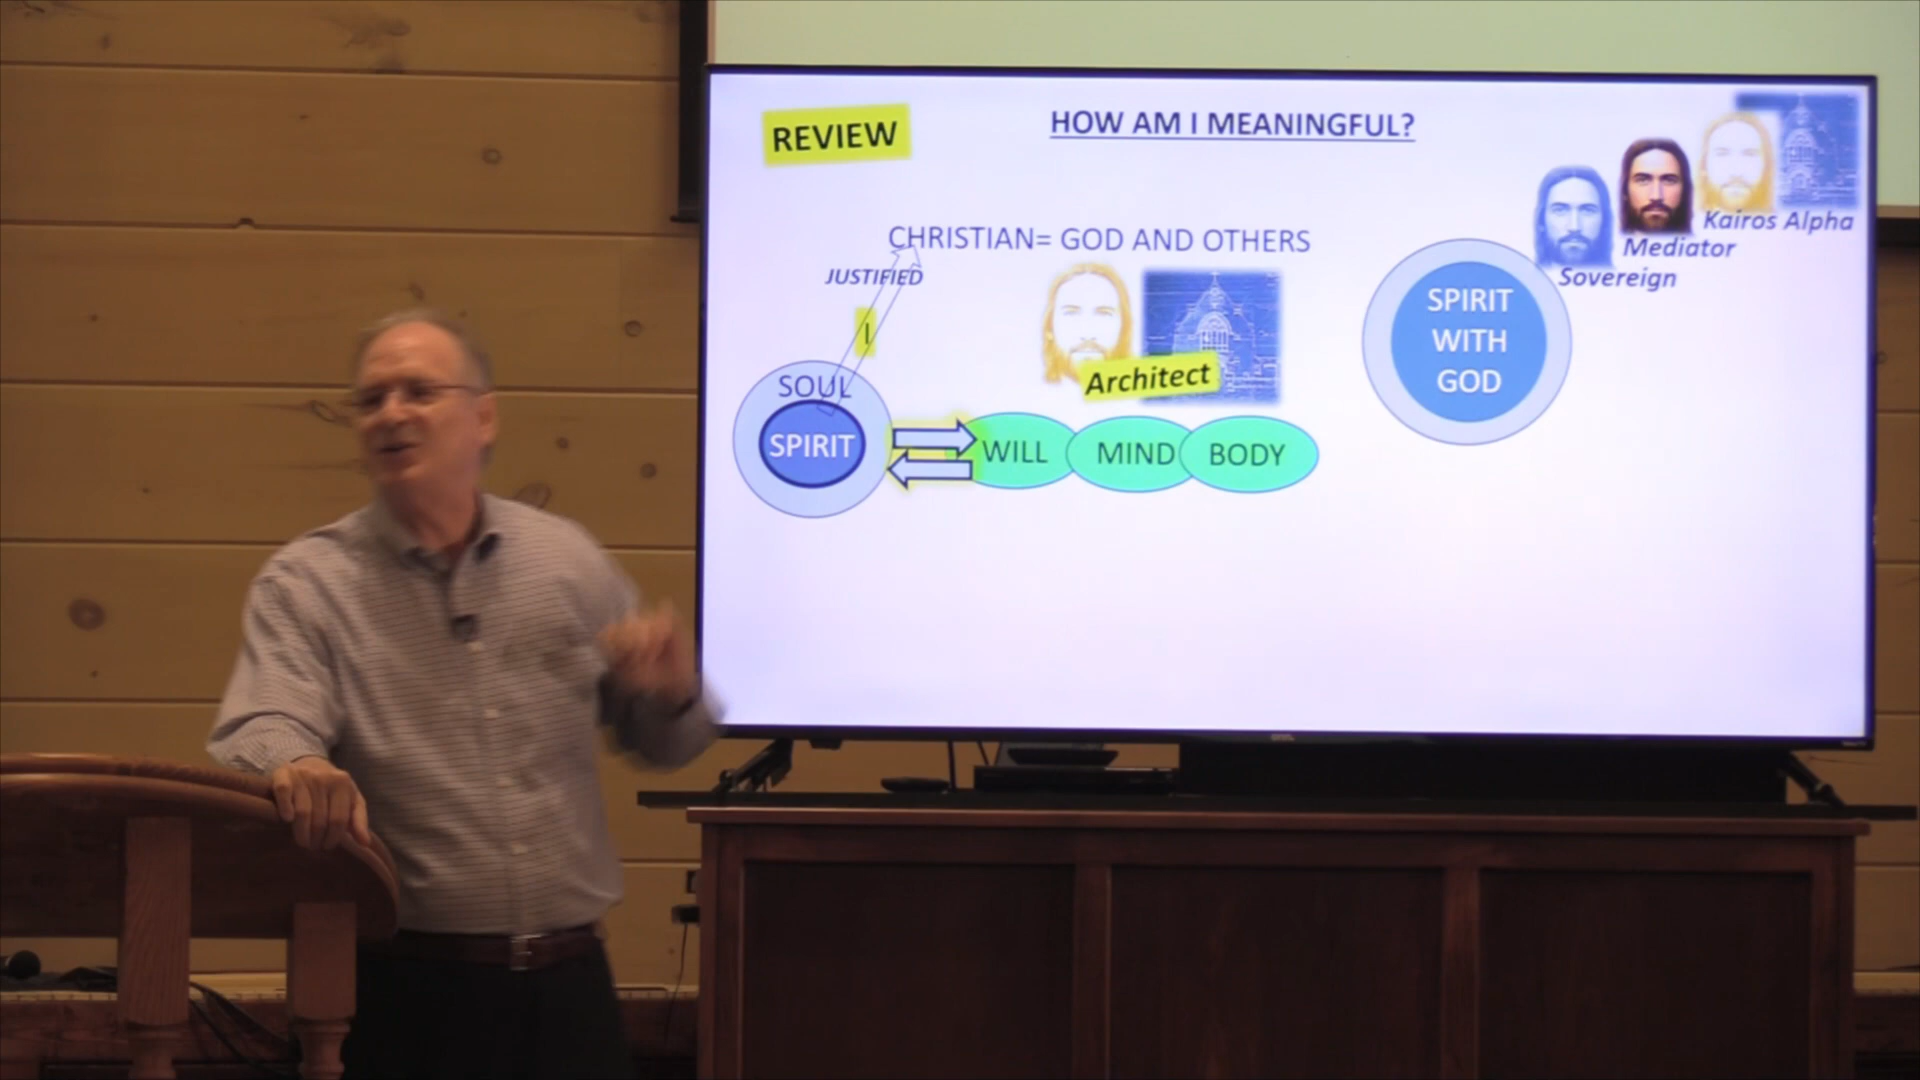 REVIEW
HOW AM I MEANINGFUL?
Kairos Alpha
Mediator
Sovereign
CHRISTIAN= GOD AND OTHERS
JUSTIFIED
I
Architect
SOUL
SPIRIT
WILL
MIND
BODY
SPIRIT
WITH
GOD